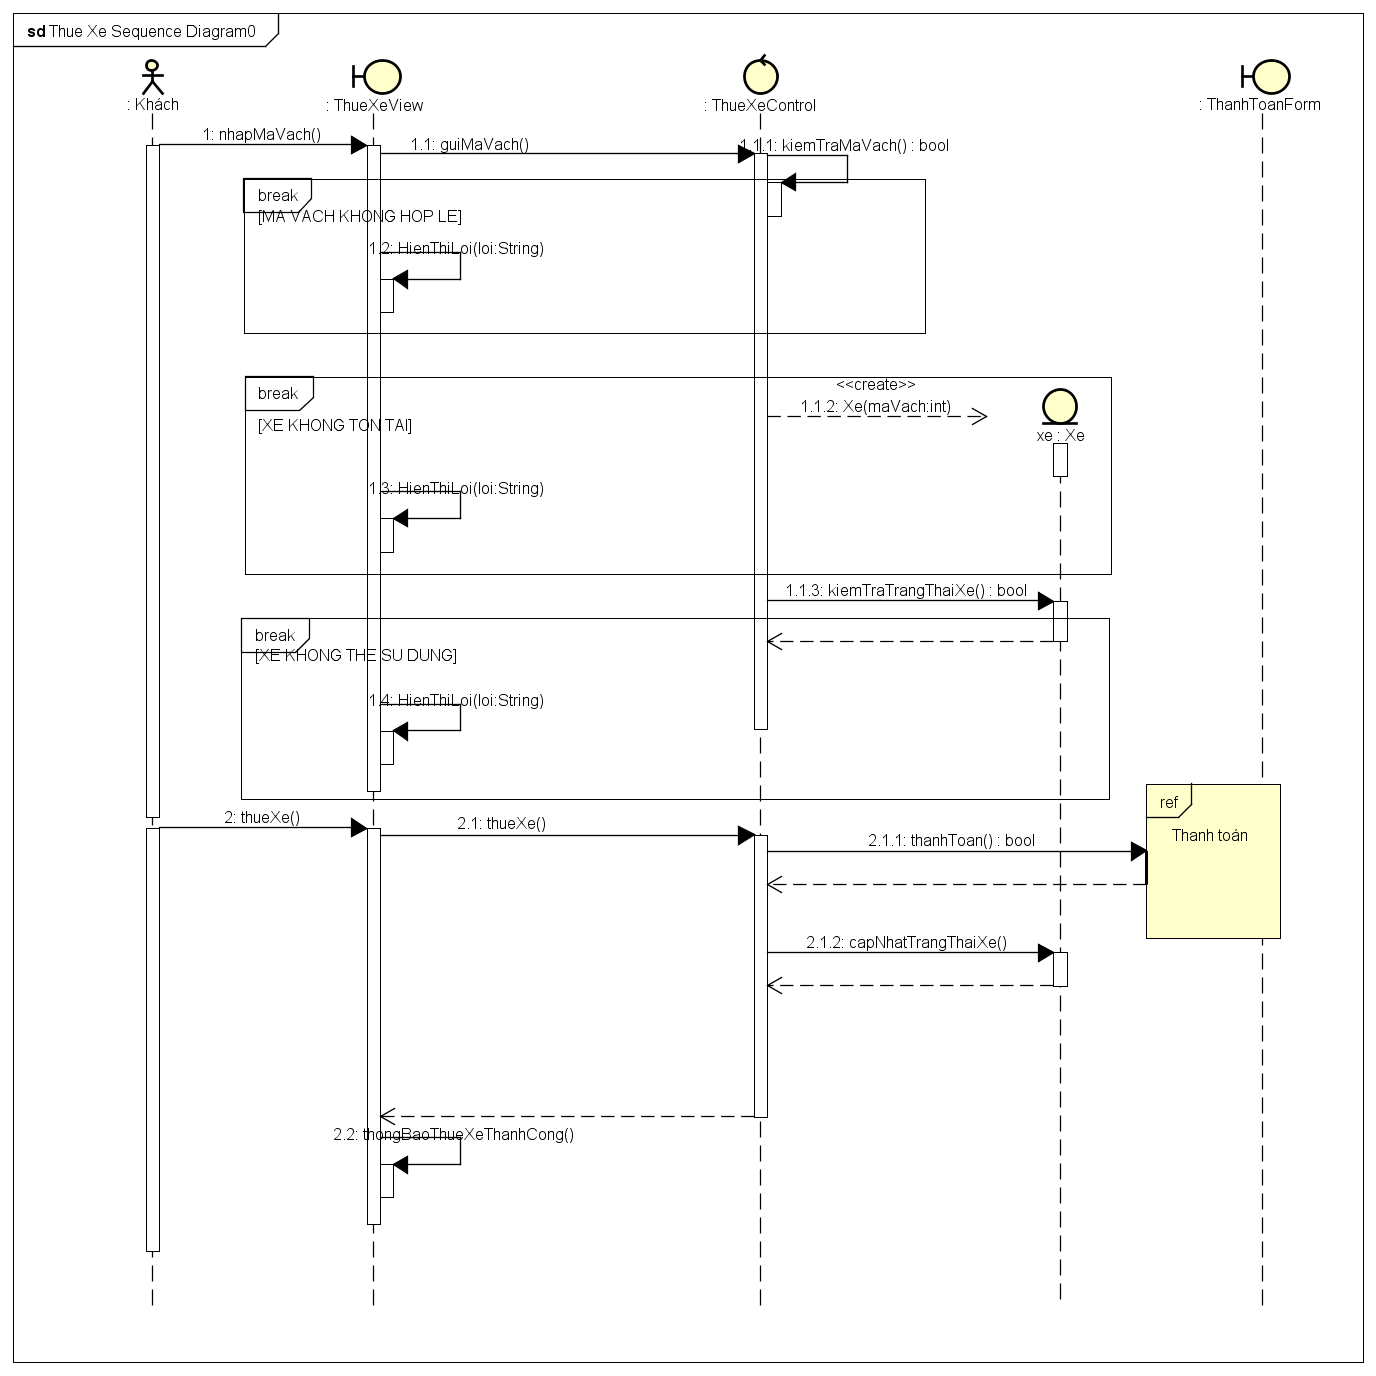 sd Thue Xe Sequence Diagram0
: Khách
: ThueXeView
: ThueXeControl
: ThanhToanForm
1: nhapMaVach()
1.1: guiMaVach()
1.1.1: kiemTraMaVach() : bool
break
[MA VACH KHONG HOP LE]
1.2: HienThiLoi(loi:String)
break
<<create>>
1.1.2: Xe(maVach:int)
[XE KHONG TON TAI]
xe : Xe
1.3: HienThiLoi(loi:String)
1.1.3: kiemTraTrangThaiXe() : bool
break
[XE KHONG THE SU DUNG]
1.4: HienThiLoi(loi:String)
ref
2: thueXe()
2.1: thueXe()
Thanh toán
2.1.1: thanhToan() : bool
2.1.2: capNhatTrangThaiXe()
2.2: thongBaoThueXeThanhCong()